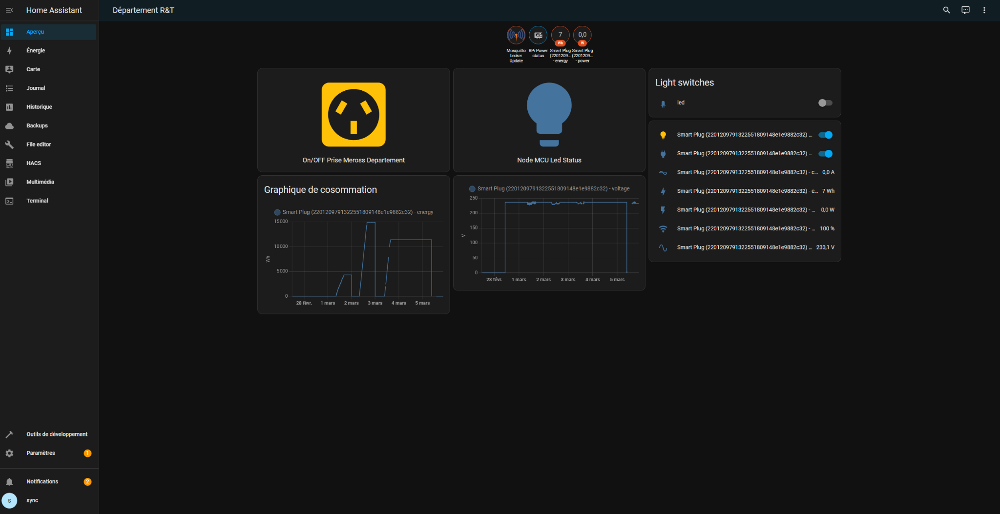 Home Assistant
Département R&T
Aperçu
Énergie
Carte
Journal
Historique
Backups
File editor
HACS
Multimédia
Terminal
Outils de développement
Paramètres 1
Notifications 2
s sync
Mosquitto
broker
Update
RPi Power
status
7
Wh
Smart Plug
(2201209...
- energy
0,0
W
Smart Plug
(2201209...
- power
On/OFF Prise Meross Departement
Node MCU Led Status
Light switches
led
Graphique de cosommation
Smart Plug (2201209791322551809148e1e9882c32) - energy
15000
10000
5000
0
Wh
28 févr. 1 mars 2 mars 3 mars 4 mars 5 mars
Smart Plug (2201209791322551809148e1e9882c32) - voltage
250
200
150
100
50
0
V
28 févr. 1 mars 2 mars 3 mars 4 mars 5 mars
Smart Plug (2201209791322551809148e1e9882c32) ...
Smart Plug (2201209791322551809148e1e9882c32) ...
Smart Plug (2201209791322551809148e1e9882c32) - c... 0,0 A
Smart Plug (2201209791322551809148e1e9882c32) - e... 7 Wh
Smart Plug (2201209791322551809148e1e9882c32) - ... 0,0 W
Smart Plug (2201209791322551809148e1e9882c32) - ... 100 %
Smart Plug (2201209791322551809148e1e9882c32) ... 233,1 V